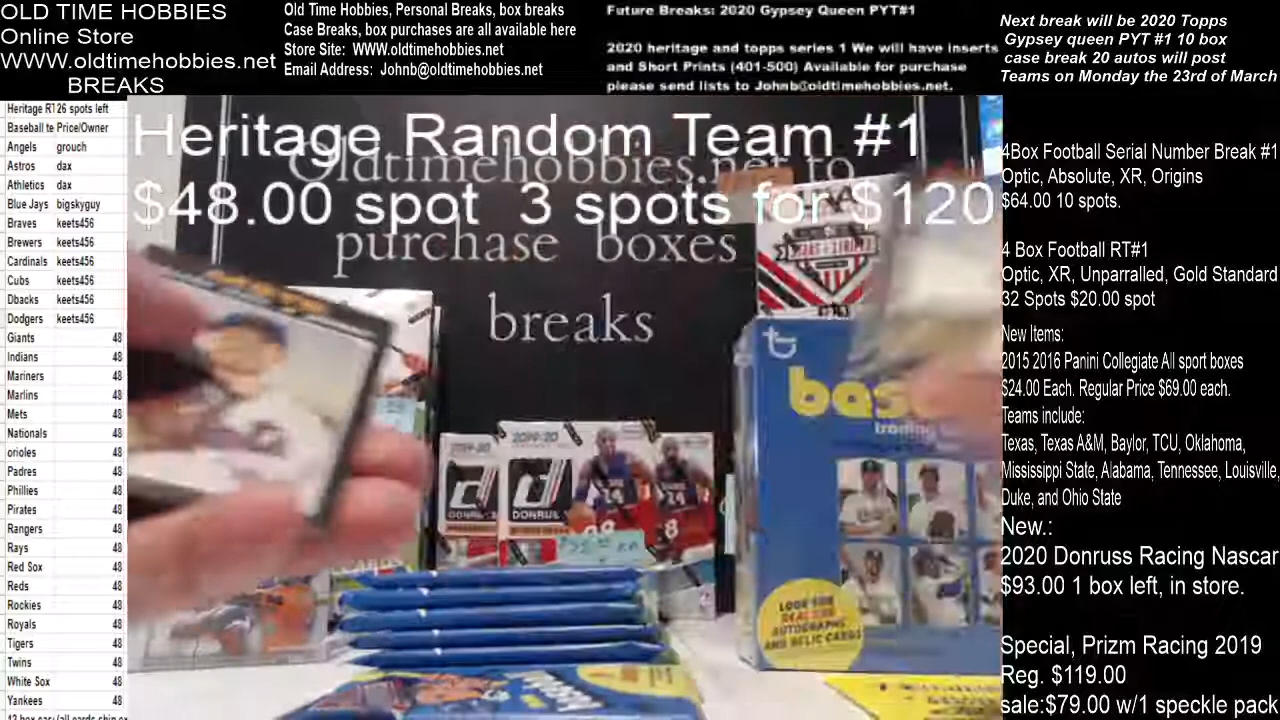 OLD TIME HOBBIES
Online Store
WWW.oldtimehobbies.net
BREAKS
Old Time Hobbies, Personal Breaks, box breaks
Case Breaks, box purchases are all available here
Store Site: WWW.oldtimehobbies.net
Email Address: Johnb@oldtimehobbies.net
Future Breaks: 2020 Gypsey Queen PYT#1
2020 heritage and topps series 1 We will have inserts
and Short Prints (401-500) Available for purchase
please send lists to Johnb@oldtimehobbies.net.
Next break will be 2020 Topps
Gypsey queen PYT #1 10 box
case break 20 autos will post
Teams on Monday the 23rd of March
Heritage RT 26 spots left
Baseball te Price/Owner
Angels grouch
Astros dax
Athletics dax
Blue Jays bigskyguy
Braves keets456
Brewers keets456
Cardinals keets456
Cubs keets456
Dbacks keets456
Dodgers keets456
Giants 48
Indians 48
Mariners 48
Marlins 48
Mets 48
Nationals 48
orioles 48
Padres 48
Phillies 48
Pirates 48
Rangers 48
Rays 48
Red Sox 48
Reds 48
Rockies 48
Royals 48
Tigers 48
Twins 48
White Sox 48
Yankees 48
Heritage Random Team #1
$48.00 spot 3 spots for $120
Oldtimehobbies.net to
purchase boxes
breaks
2019-20
2019-20
DONRUSS
t
bas
trading
LOOK FOR
AUTOGRAPHS
AND RELIC CARDS
4Box Football Serial Number Break #1
Optic, Absolute, XR, Origins
$64.00 10 spots.
4 Box Football RT#1
Optic, XR, Unparralled, Gold Standard
32 Spots $20.00 spot
New Items:
2015 2016 Panini Collegiate All sport boxes
$24.00 Each. Regular Price $69.00 each.
Teams include:
Texas, Texas A&M, Baylor, TCU, Oklahoma,
Mississippi State, Alabama, Tennessee, Louisville,
Duke, and Ohio State
New.:
2020 Donruss Racing Nascar
$93.00 1 box left, in store.
Special, Prizm Racing 2019
Reg. $119.00
sale:$79.00 w/1 speckle pack